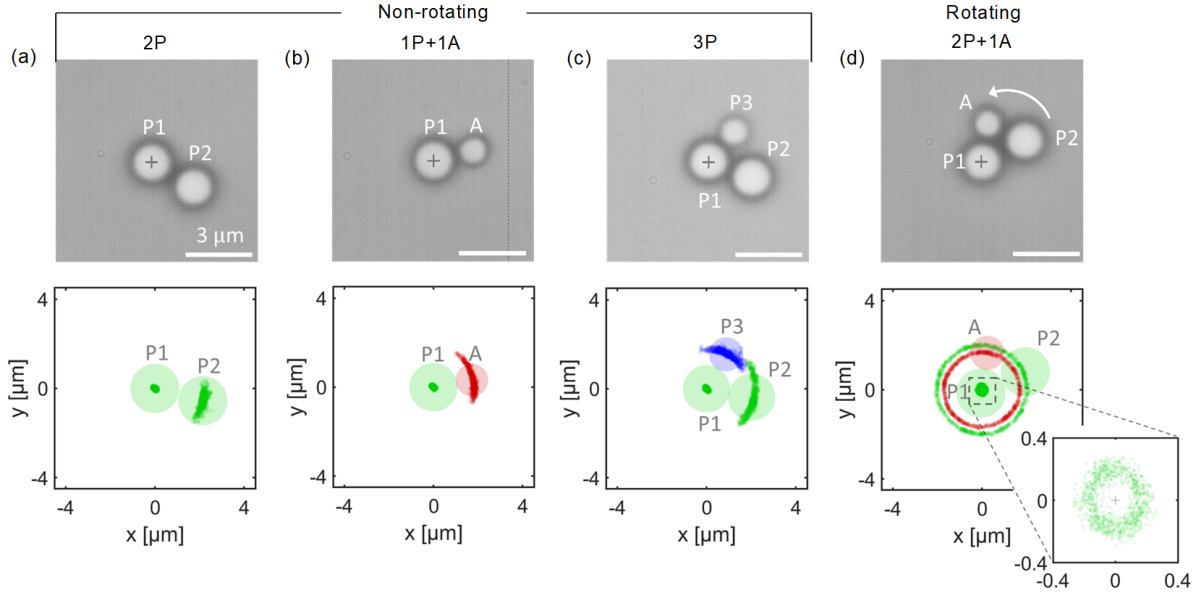 Non-rotating
Rotating
2P
1P+1A
3P
2P+1A
(a)
(b)
(c)
(d)
P1
P2
3 µm
P1
A
P3
P2
P1
A
P2
P1
4
0
-4
y [µm]
P1
P2
-4
0
4
x [µm]
4
0
-4
y [µm]
P1
A
-4
0
4
x [µm]
4
0
-4
y [µm]
P3
P2
P1
-4
0
4
x [µm]
4
0
-4
y [µm]
A
P2
P1
-4
0
x [µm]
0.4
0
-0.4
-0.4
0
0.4